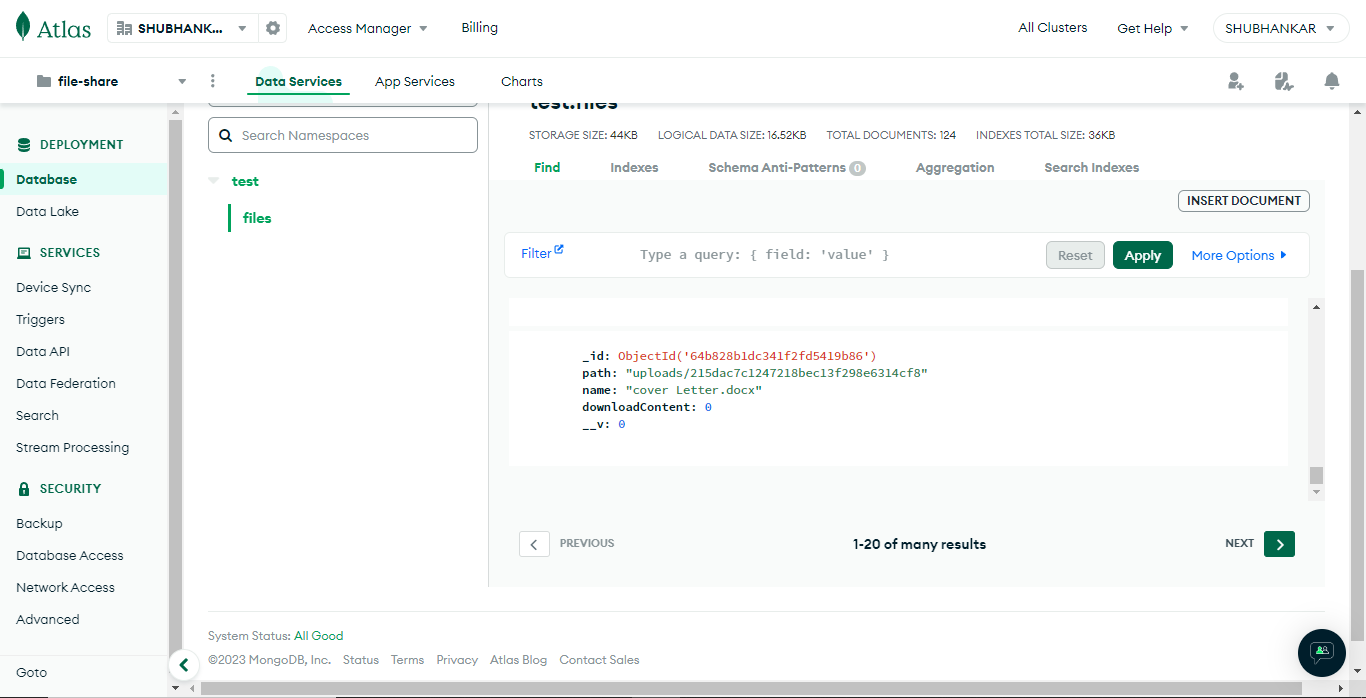 Atlas
SHUBHANK...
Access Manager
Billing
All Clusters
Get Help
SHUBHANKAR
file-share
Data Services
App Services
Charts
DEPLOYMENT
Database
Data Lake
SERVICES
Device Sync
Triggers
Data API
Data Federation
Search
Stream Processing
SECURITY
Backup
Database Access
Network Access
Advanced
Goto
Search Namespaces
test
files
test.files
STORAGE SIZE: 44KB LOGICAL DATA SIZE: 16.52KB TOTAL DOCUMENTS: 124 INDEXES TOTAL SIZE: 36KB
Find
Indexes
Schema Anti-Patterns 0
Aggregation
Search Indexes
INSERT DOCUMENT
Filter
Type a query: { field: 'value' }
Reset
Apply
More Options
_id: ObjectId('64b828b1dc341f2fd5419b86')
path: "uploads/215dac7c1247218bec13f298e6314cf8"
name: "cover Letter.docx"
downloadContent: 0
__v: 0
PREVIOUS
1-20 of many results
NEXT
System Status: All Good
©2023 MongoDB, Inc. Status Terms Privacy Atlas Blog Contact Sales